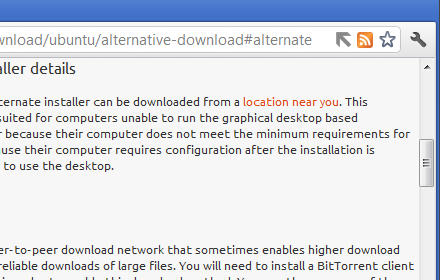 wnload/ubuntu/alternative-download#alternate
aller details
ternate installer can be downloaded from a location near you. This
suited for computers unable to run the graphical desktop based
r because their computer does not meet the minimum requirements for
use their computer requires configuration after the installation is
to use the desktop.
er-to-peer download network that sometimes enables higher download
reliable downloads of large files. You will need to install a BitTorrent client